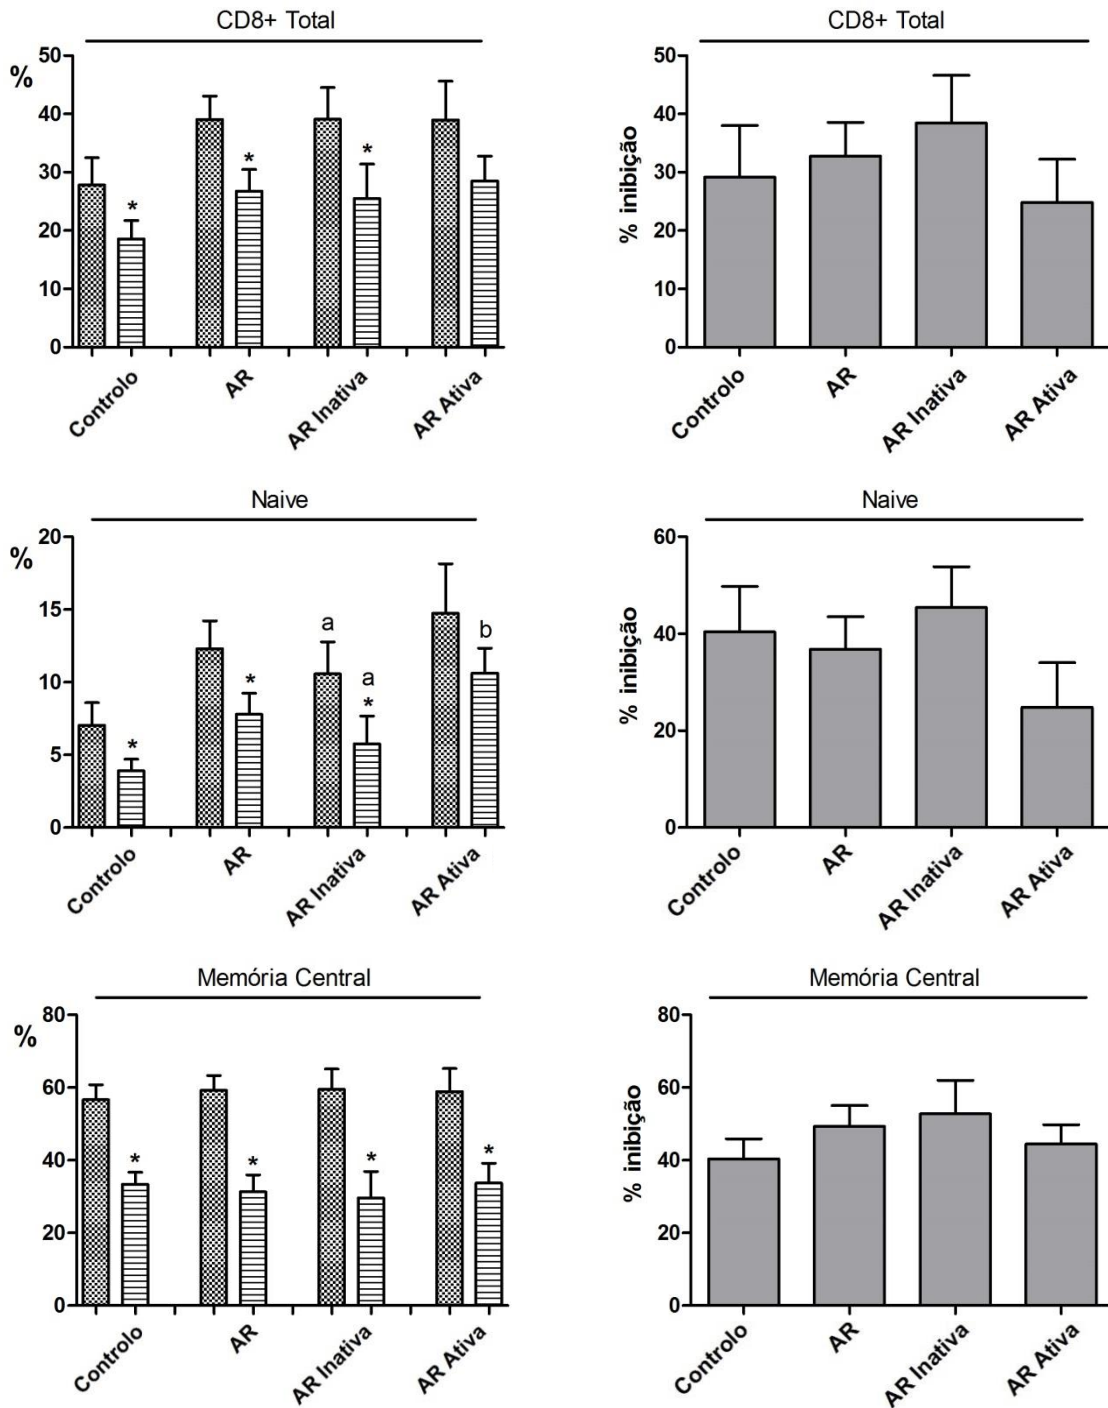 CD8+ Total
%
50
40
30
20
10
0
*
*
*
Controlo
AR
AR Inativa
AR Ativa
CD8+ Total
% inibição
50
40
30
20
10
0
Controlo
AR
AR Inativa
AR Ativa
Naive
%
20
15
10
5
0
*
*
a
a
*
b
Controlo
AR
AR Inativa
AR Ativa
Naive
% inibição
60
40
20
0
Controlo
AR
AR Inativa
AR Ativa
Memória Central
%
80
60
40
20
0
*
*
*
*
Controlo
AR
AR Inativa
AR Ativa
Memória Central
% inibição
80
60
40
20
0
Controlo
AR
AR Inativa
AR Ativa